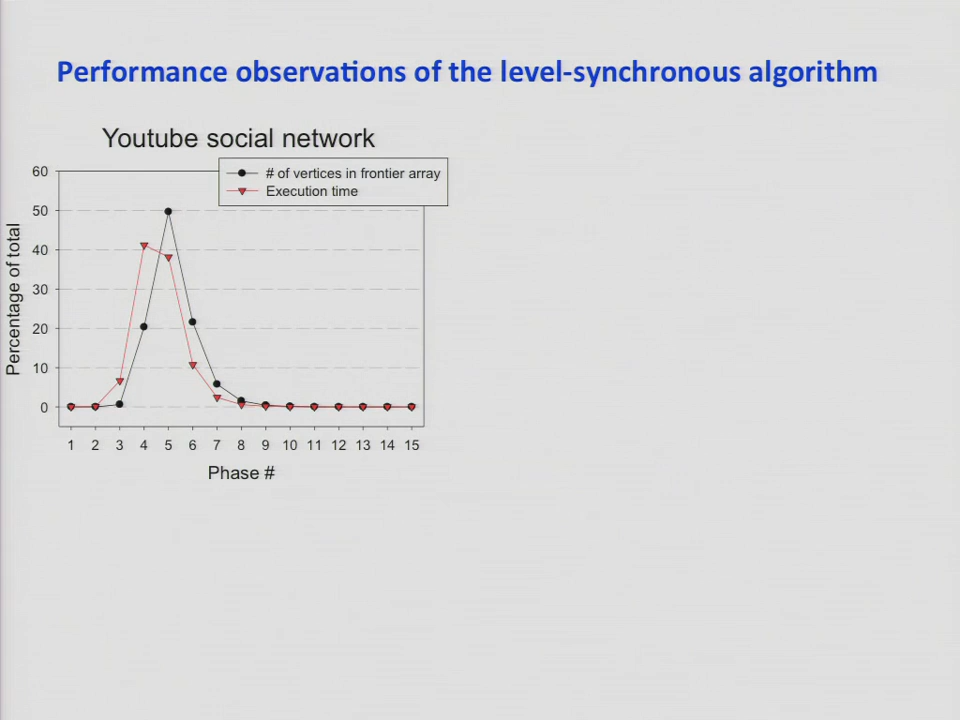 Performance observations of the level-synchronous algorithm
Youtube social network
# of vertices in frontier array
Execution time
60
50
40
30
20
10
0
Percentage of total
1 2 3 4 5 6 7 8 9 10 11 12 13 14 15
Phase #